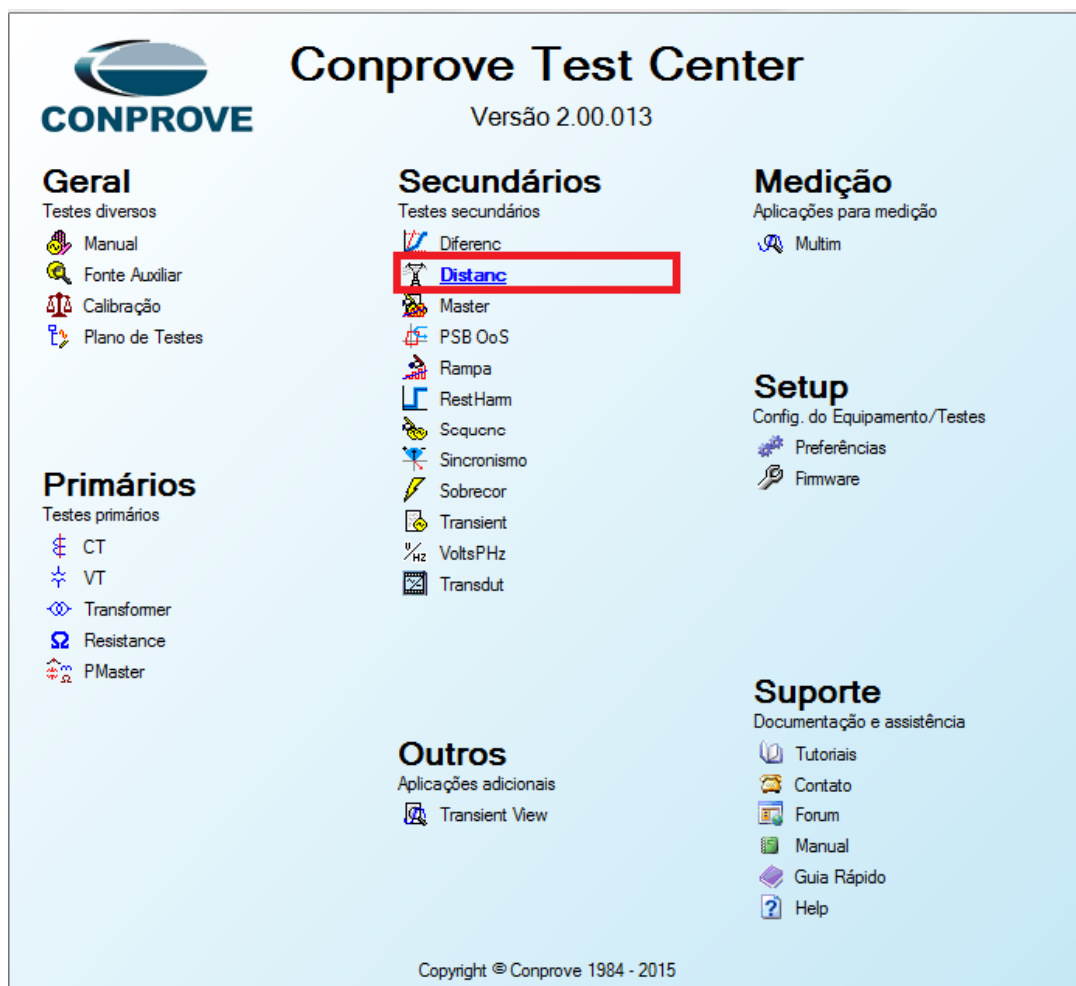 CONPROVE
Conprove Test Center
Versão 2.00.013
Geral
Testes diversos
Manual
Fonte Auxiliar
Calibração
Plano de Testes
Primários
Testes primários
CT
VT
Transformer
Resistance
PMaster
Secundários
Testes secundários
Diferenc
Distanc
Master
PSB OoS
Rampa
RestHarm
Sequenc
Sincronismo
Sobrecor
Transient
U/HZ VoltsPHz
Transdut
Outros
Aplicações adicionais
Transient View
Medição
Aplicações para medição
Multim
Setup
Config. do Equipamento/Testes
Preferências
Firmware
Suporte
Documentação e assistência
Tutoriais
Contato
Forum
Manual
Guia Rápido
Help
Copyright © Conprove 1984 - 2015